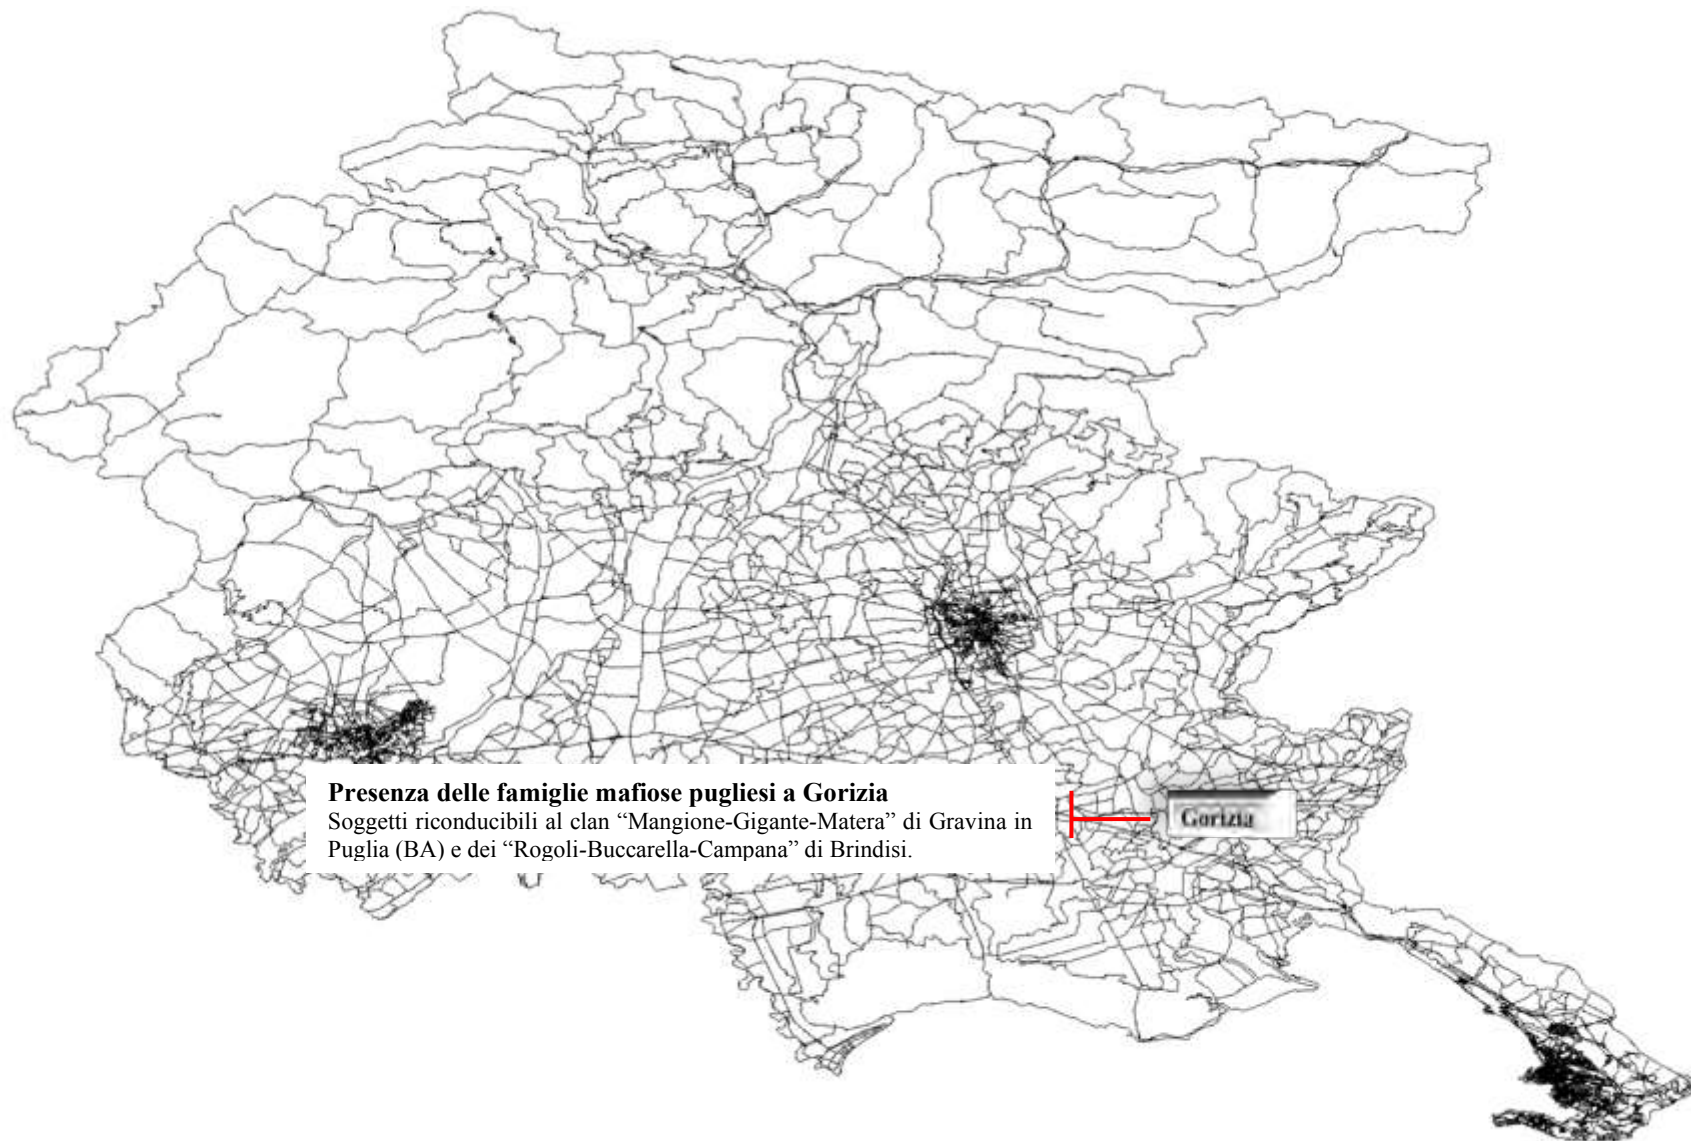 Presenza delle famiglie mafiose pugliesi a Gorizia
Soggetti riconducibili al clan “Mangione-Gigante-Matera” di Gravina in
Puglia (BA) e dei “Rogoli-Buccarella-Campana” di Brindisi.
Gorizia